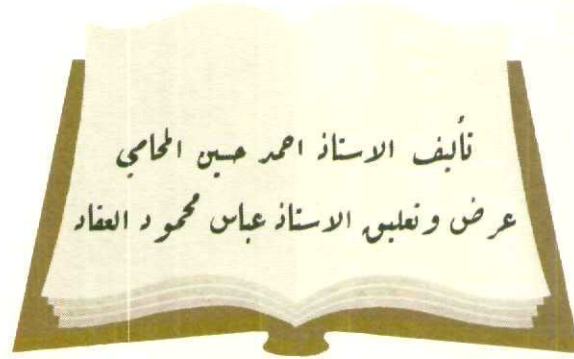 تأليف الاستاذ احمد حسين المحامي
عرض وتعليق الاستاذ عباس محمود العقاد